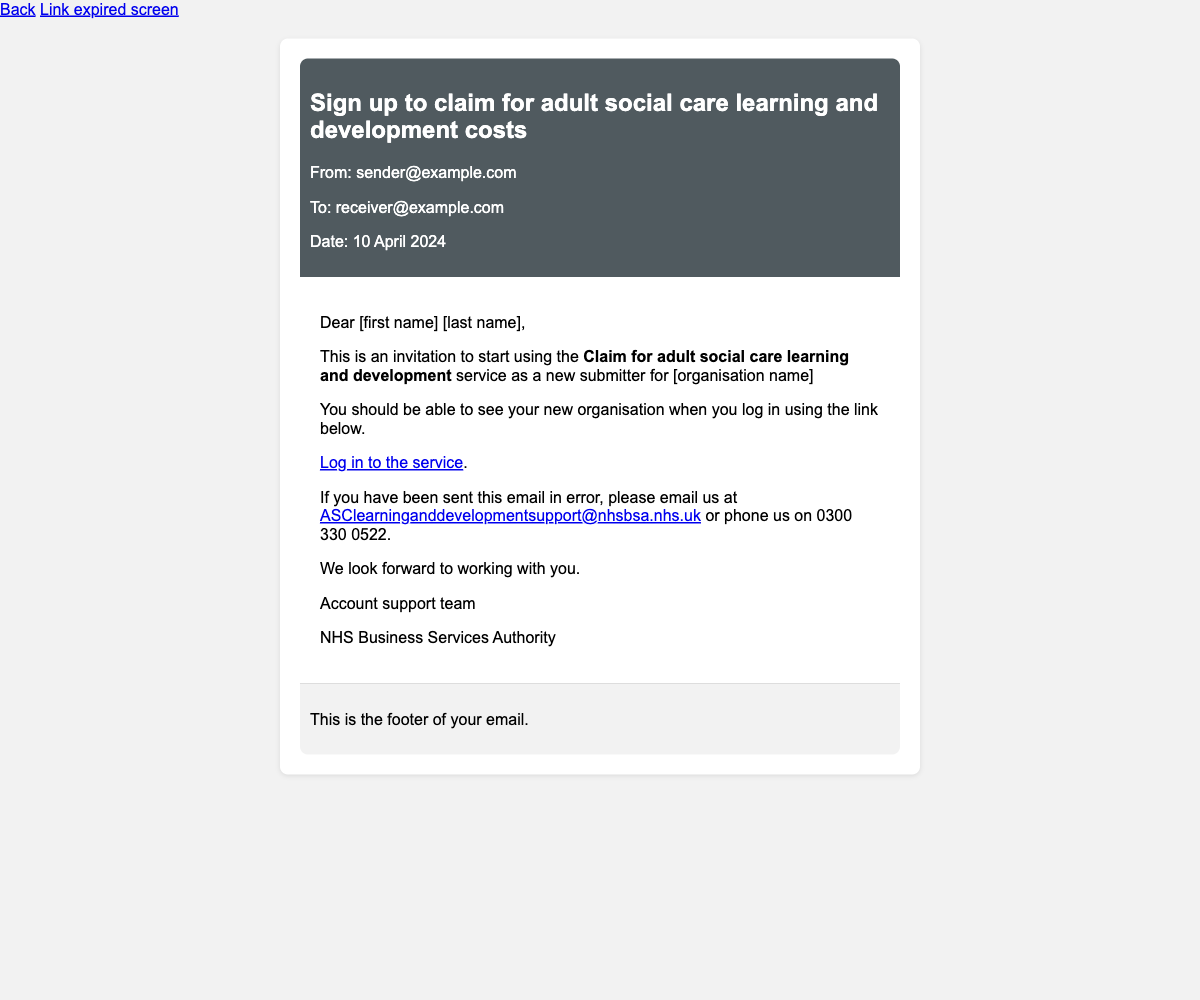 Back Link expired screen
Sign up to claim for adult social care learning and
development costs
From: sender@example.com
To: receiver@example.com
Date: 10 April 2024
Dear [first name] [last name],
This is an invitation to start using the Claim for adult social care learning
and development service as a new submitter for [organisation name]
You should be able to see your new organisation when you log in using the link
below.
Log in to the service.
If you have been sent this email in error, please email us at
ASClearninganddevelopmentsupport@nhsbsa.nhs.uk or phone us on 0300
330 0522.
We look forward to working with you.
Account support team
NHS Business Services Authority
This is the footer of your email.